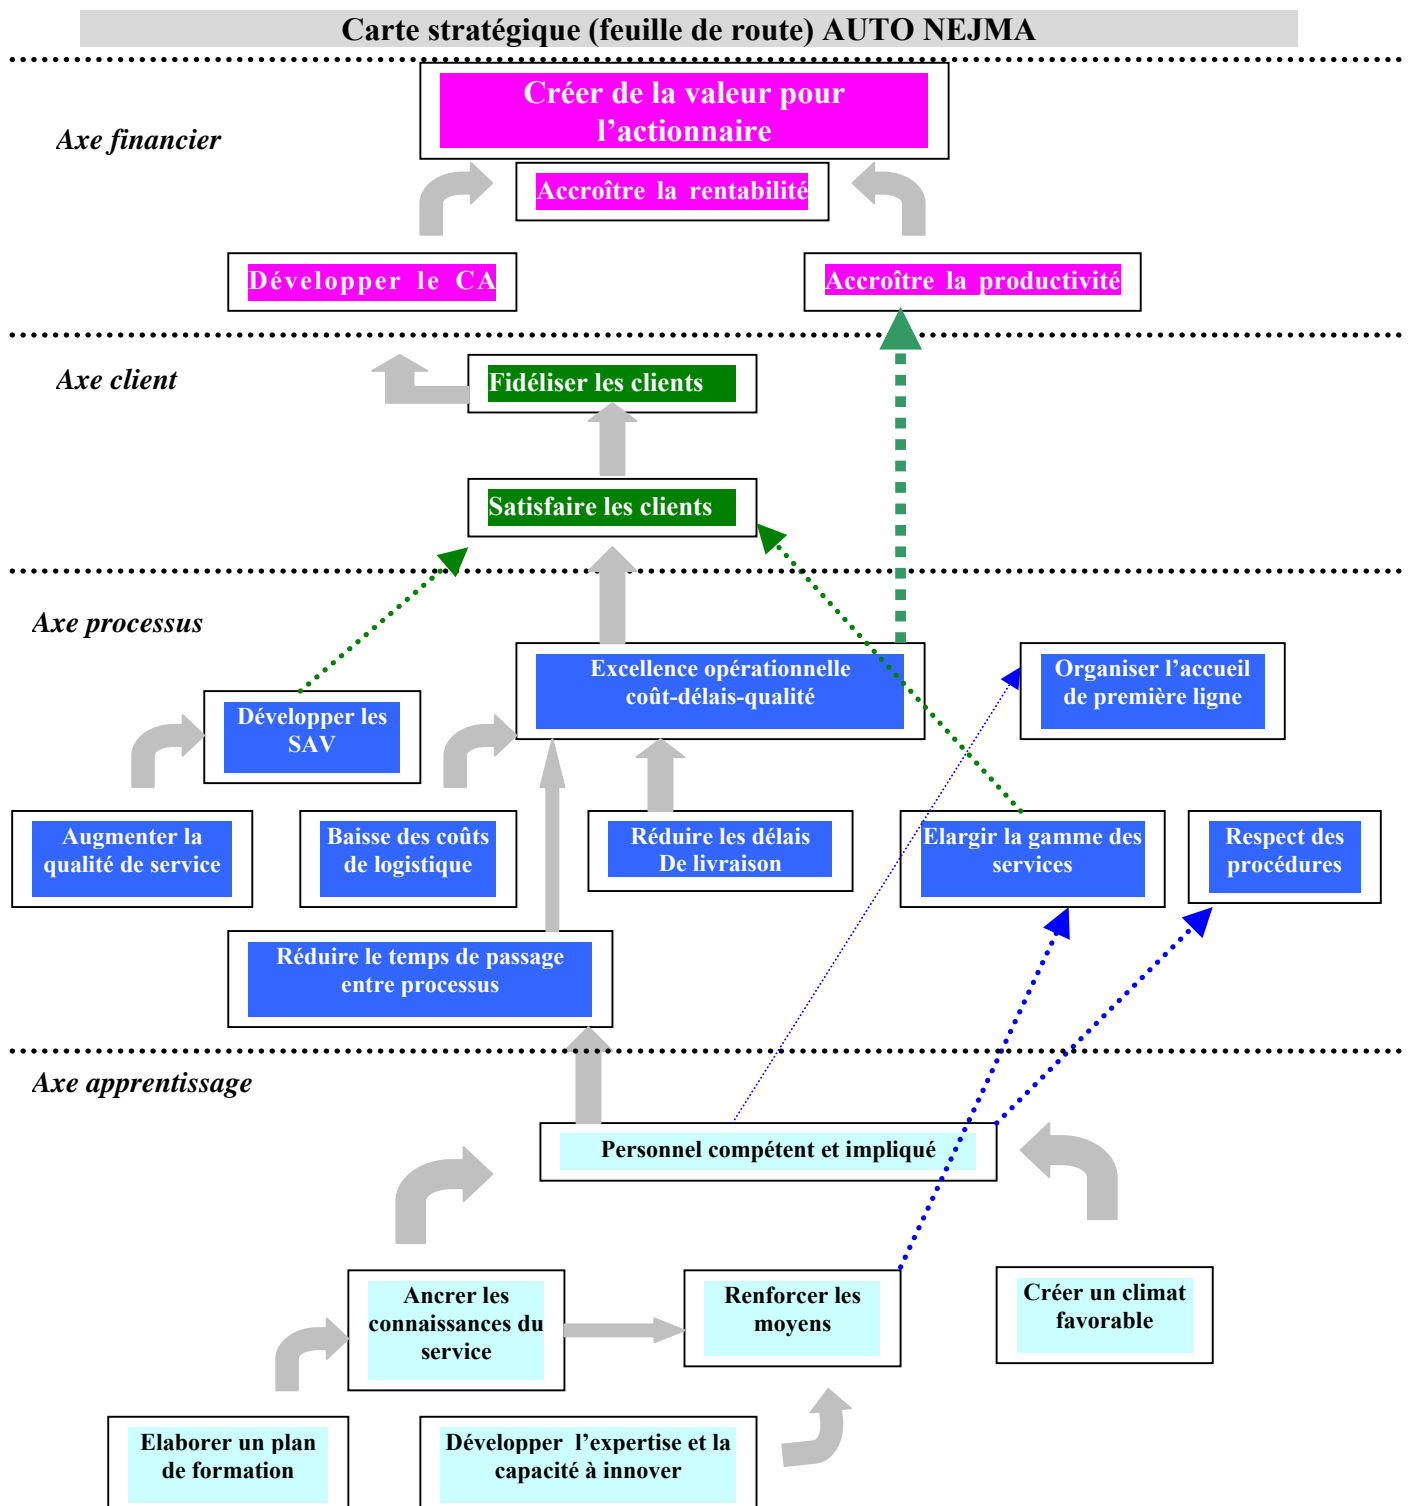 Carte stratégique (feuille de route) AUTO NEJMA
Créer de la valeur pour
l’actionnaire
Axe financier
Accroître la rentabilité
Développer le CA
Accroître la productivité
Axe client
Fidéliser les clients
Satisfaire les clients
Axe processus
Excellence opérationnelle
coût-délais-qualité
Organiser l’accueil
de première ligne
Développer les
SAV
Augmenter la
qualité de service
Baisse des coûts
de logistique
Réduire les délais
De livraison
Elargir la gamme des
services
Respect des
procédures
Réduire le temps de passage
entre processus
Axe apprentissage
Personnel compétent et impliqué
Ancrer les
connaissances du
service
Renforcer les
moyens
Créer un climat
favorable
Elaborer un plan
de formation
Développer l’expertise et la
capacité à innover